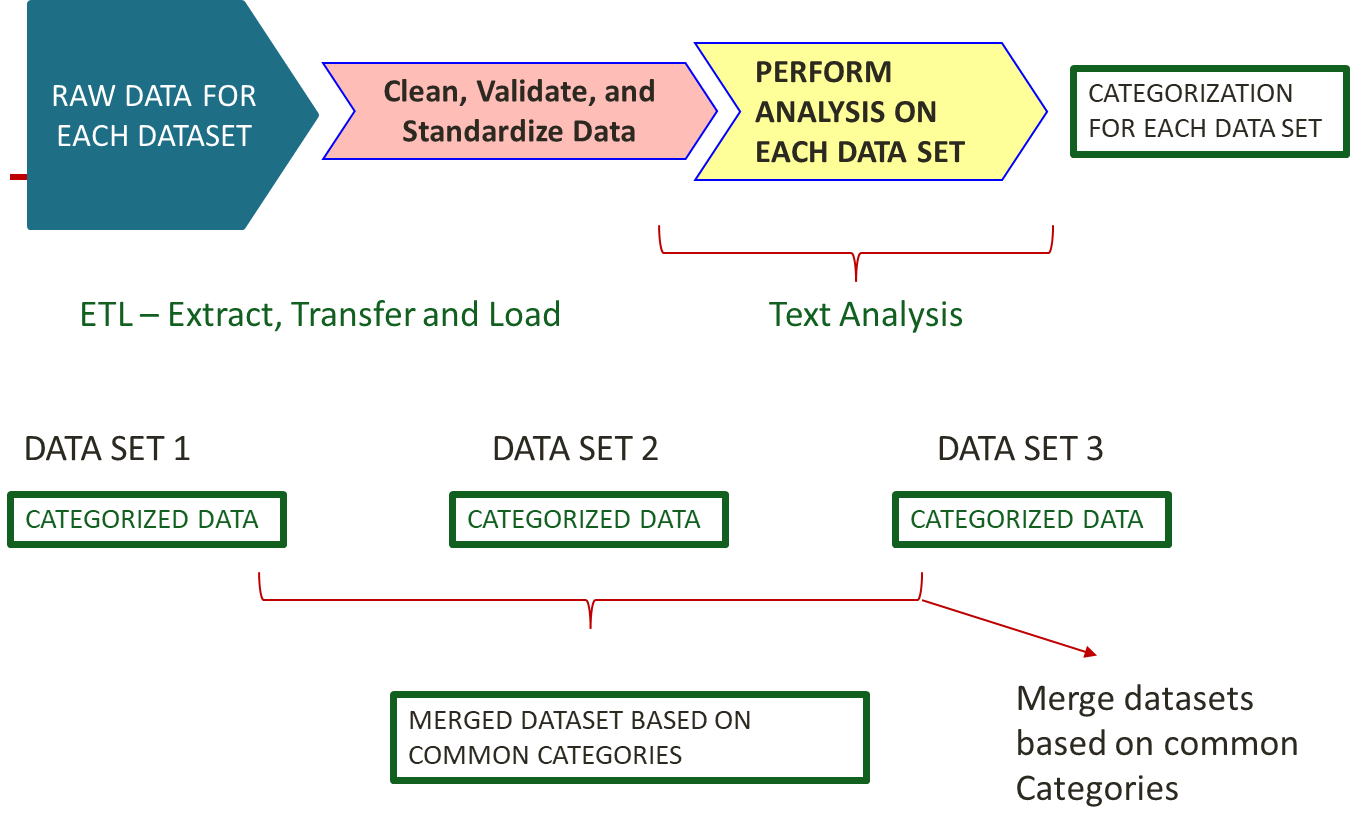 RAW DATA FOR
EACH DATASET
Clean, Validate, and
Standardize Data
PERFORM
ANALYSIS ON
EACH DATA SET
CATEGORIZATION
FOR EACH DATA SET
ETL – Extract, Transfer and Load
Text Analysis
DATA SET 1
DATA SET 2
DATA SET 3
CATEGORIZED DATA
CATEGORIZED DATA
CATEGORIZED DATA
MERGED DATASET BASED ON
COMMON CATEGORIES
Merge datasets
based on common
Categories